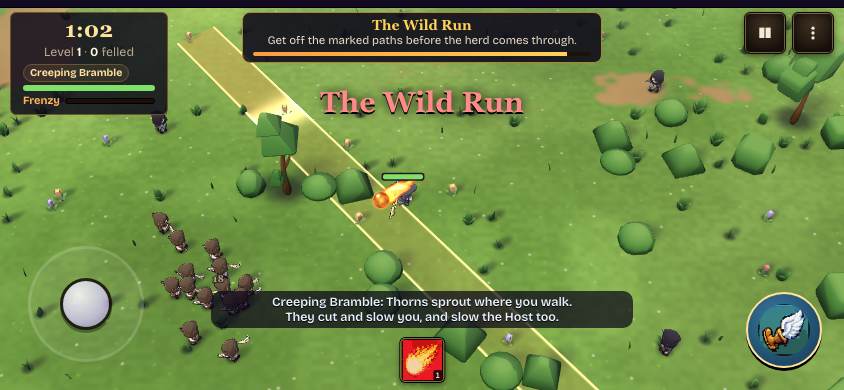 1:02
Level 1 · 0 felled
Creeping Bramble
Frenzy
The Wild Run
Get off the marked paths before the herd comes through.
The Wild Run
18
Creeping Bramble: Thorns sprout where you walk.
They cut and slow you, and slow the Host too.
1